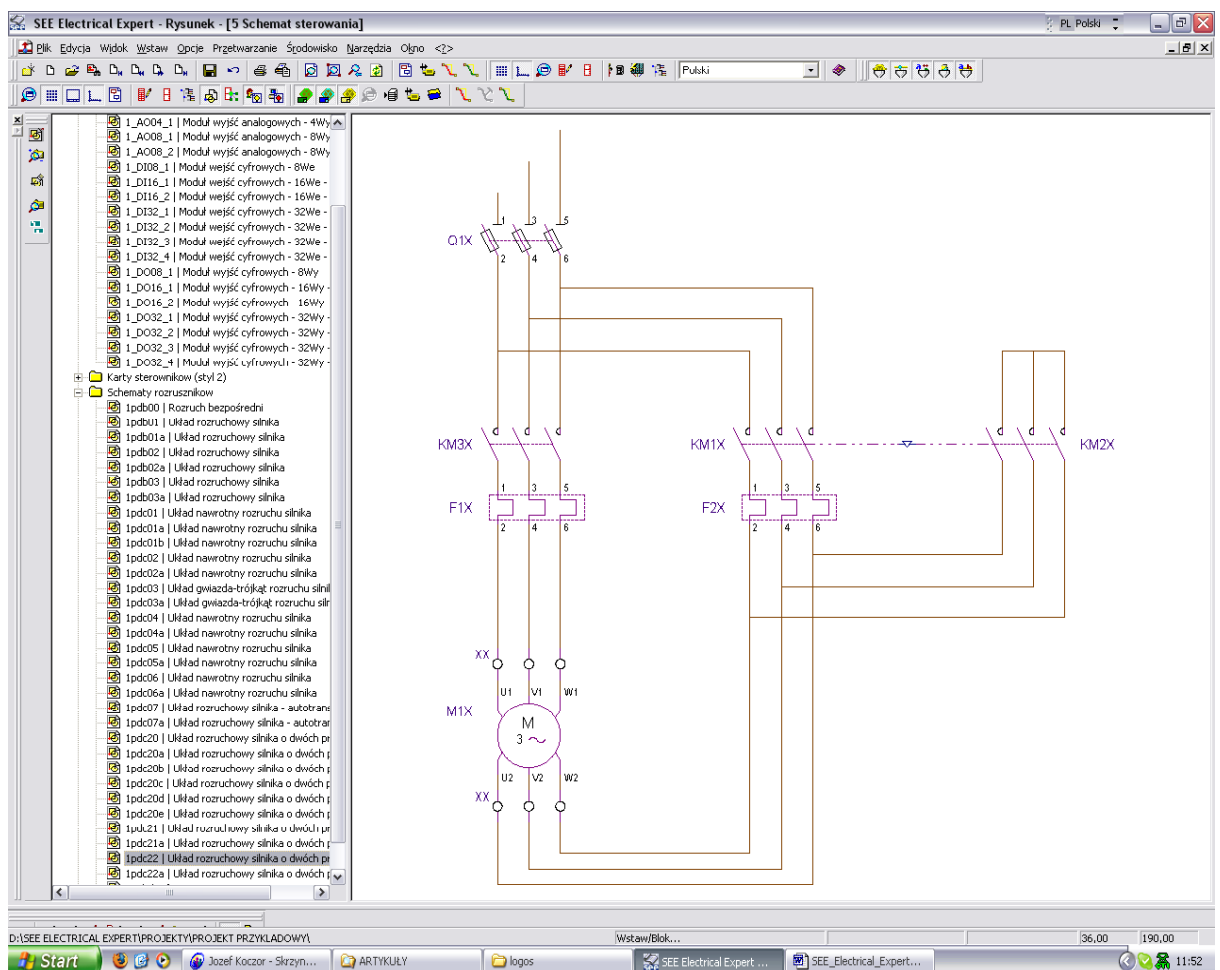 SEE Electrical Expert - Rysunek - [5 Schemat sterowania]
PL Polski
Plik Edycja Widok Wstaw Opcje Przetwarzanie Środowisko Narzędzia Okno <?>
Pulski
1_AO04_1 | Moduł wyjść analogowych - 4Wy
1_AO08_1 | Moduł wyjść analogowych - 8Wy
1_AO08_2 | Moduł wyjść analogowych - 8Wy
1_DI08_1 | Moduł wejść cyfrowych - 8We
1_DI16_1 | Moduł wejść cyfrowych - 16We -
1_DI16_2 | Moduł wejść cyfrowych - 16We -
1_DI32_1 | Moduł wejść cyfrowych - 32We -
1_DI32_2 | Moduł wejść cyfrowych - 32We -
1_DI32_3 | Moduł wejść cyfrowych - 32We -
1_DI32_4 | Moduł wejść cyfrowych - 32We -
1_DO08_1 | Moduł wyjść cyfrowych - 8Wy
1_DO16_1 | Moduł wyjść cyfrowych - 16Wy -
1_DO16_2 | Moduł wyjść cyfrowych 16Wy
1_DO32_1 | Moduł wyjść cyfrowych - 32Wy -
1_DO32_2 | Moduł wyjść cyfrowych - 32Wy -
1_DO32_3 | Moduł wyjść cyfrowych - 32Wy -
1_DO32_4 | Moduł wyjść cyfrowych - 32Wy -
Karty sterownikow (styl 2)
Schematy rozrusznikow
1pdb00 | Rozruch bezpośredni
1pdb01 | Układ rozruchowy silnika
1pdb01a | Układ rozruchowy silnika
1pdb02 | Układ rozruchowy silnika
1pdb02a | Układ rozruchowy silnika
1pdb03 | Układ rozruchowy silnika
1pdb03a | Układ rozruchowy silnika
1pdc01 | Układ nawrotny rozruchu silnika
1pdc01a | Układ nawrotny rozruchu silnika
1pdc01b | Układ nawrotny rozruchu silnika
1pdc02 | Układ nawrotny rozruchu silnika
1pdc02a | Układ nawrotny rozruchu silnika
1pdc03 | Układ gwiazda-trójkąt rozruchu silni
1pdc03a | Układ gwiazda-trójkąt rozruchu silr
1pdc04 | Układ nawrotny rozruchu silnika
1pdc04a | Układ nawrotny rozruchu silnika
1pdc05 | Układ nawrotny rozruchu silnika
1pdc05a | Układ nawrotny rozruchu silnika
1pdc06 | Układ nawrotny rozruchu silnika
1pdc06a | Układ nawrotny rozruchu silnika
1pdc07 | Układ rozruchowy silnika - autotrans
1pdc07a | Układ rozruchowy silnika - autotrar
1pdc20 | Układ rozruchowy silnika o dwóch pr
1pdc20a | Układ rozruchowy silnika o dwóch p
1pdc20b | Układ rozruchowy silnika o dwóch p
1pdc20c | Układ rozruchowy silnika o dwóch p
1pdc20d | Układ rozruchowy silnika o dwóch p
1pdc20e | Układ rozruchowy silnika o dwóch p
1pdc21 | Układ rozruchowy silnika o dwóch pr
1pdc21a | Układ rozruchowy silnika o dwóch p
1pdc22 | Układ rozruchowy silnika o dwóch pr
1pdc22a | Układ rozruchowy silnika o dwóch p
1 3 5
Q1X
2 4 6
KM3X KM1X KM2X
1 3 5 1 3 5
F1X F2X
2 4 6 2 4 6
XX
U1 V1 W1
M1X
M
3 ~
U2 V2 W2
XX
D:\SEE ELECTRICAL EXPERT\PROJEKTY\PROJEKT PRZYKLADOWY\
Wstaw/Blok...
36,00 190,00
Start
Jozef Koczor - Skrzyn...
ARTYKUŁY
logos
SEE Electrical Expert ...
SEE_Electrical_Expert...
11:52